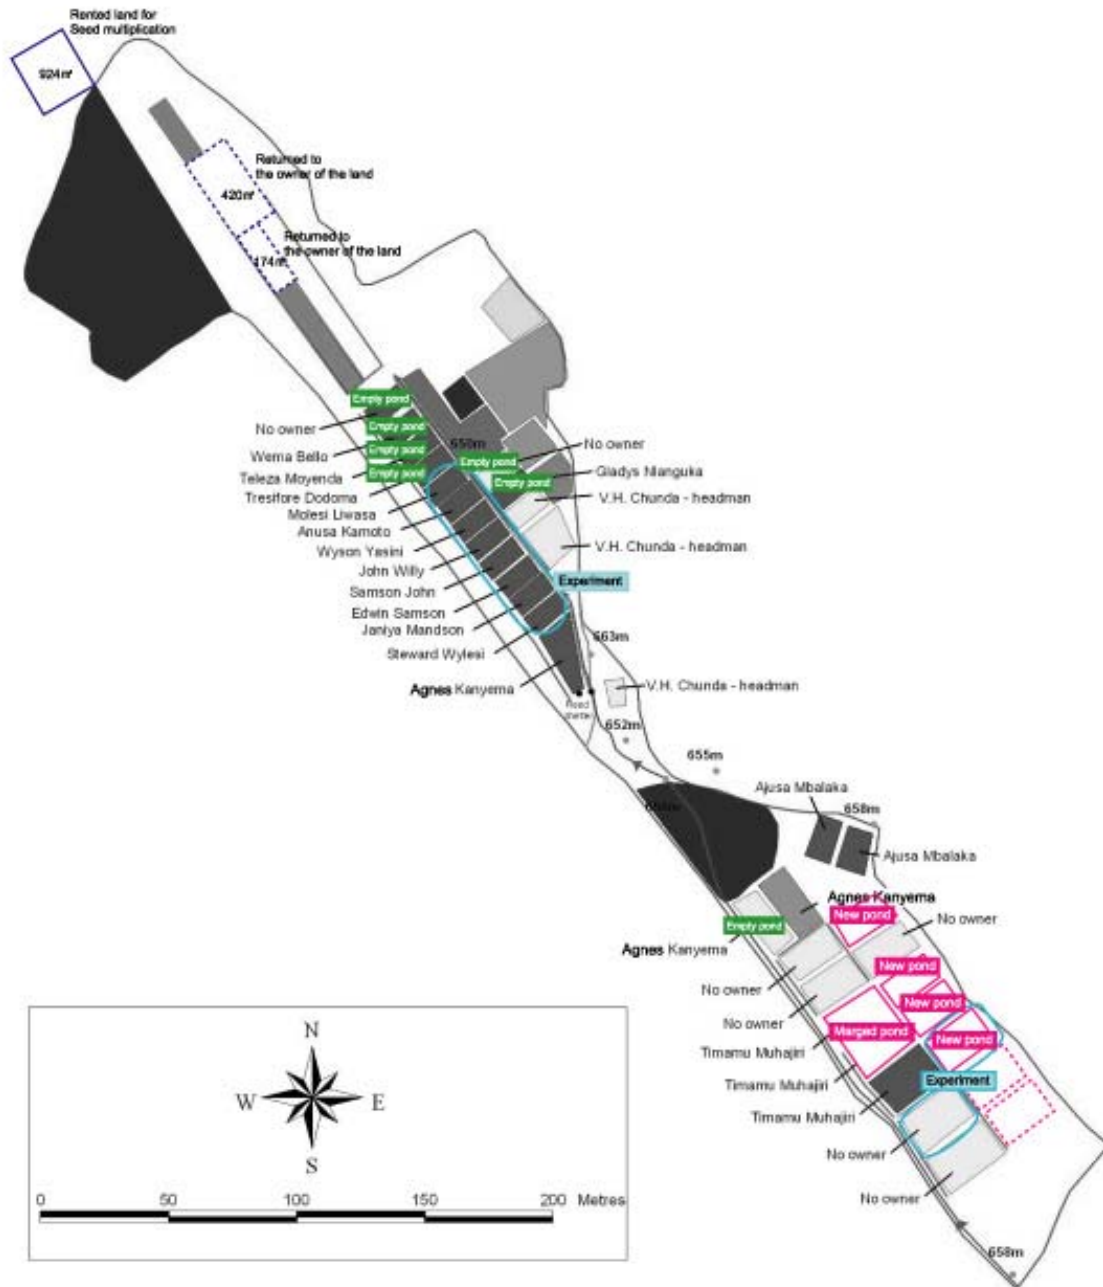 Rented land for
Seed multiplication
924㎡
Returned to
the owner of the land
420㎡
Returned to
the owner of the land
174㎡
Empty pond
No owner
Empty pond
Wema Bello
Empty pond
650m
No owner
Teleza Moyenda
Empty pond
Empty pond
Gladys Nlanguka
Tresifore Dodoma
Empty pond
V.H. Chunda - headman
Molesi Liwasa
Anusa Kamoto
Wyson Yasini
V.H. Chunda - headman
John Willy
Experiment
Samson John
Edwin Samson
Janiya Mandson
663m
Steward Wylesi
Agnes Kanyema
V.H. Chunda - headman
652m
655m
Ajusa Mbalaka
658m
Ajusa Mbalaka
Agnes Kanyema
New pond
No owner
Empty pond
Agnes Kanyema
New pond
No owner
New pond
No owner
Marged pond
New pond
Timamu Muhajiri
Experiment
Timamu Muhajiri
Timamu Muhajiri
No owner
No owner
658m
N
W E
S
0 50 100 150 200 Metres